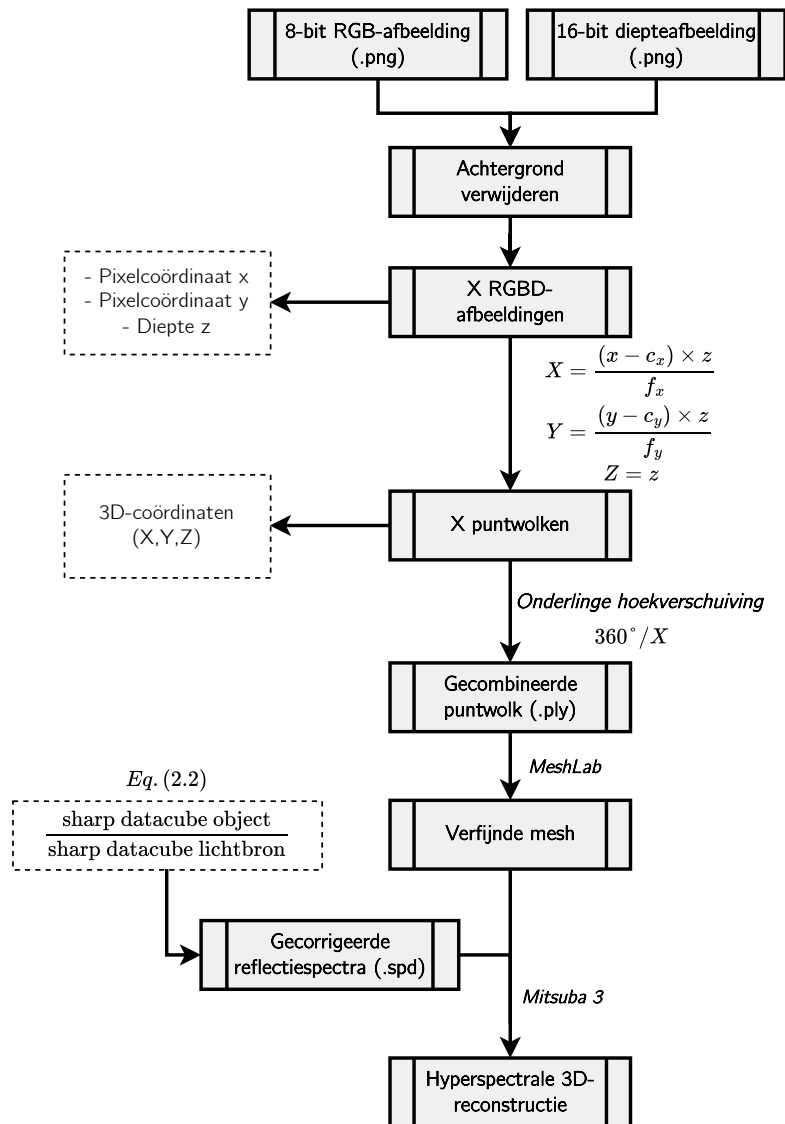 8-bit RGB-afbeelding
(.png)
16-bit diepteafbeelding
(.png)
Achtergrond
verwijderen
- Pixelcoördinaat x
- Pixelcoördinaat y
- Diepte z
X RGBD-
afbeeldingen
X = (x − c_x) × z / f_x
Y = (y − c_y) × z / f_y
Z = z
3D-coördinaten
(X,Y,Z)
X puntwolken
Onderlinge hoekverschuiving
360°/X
Gecombineerde
puntwolk (.ply)
MeshLab
Eq. (2.2)
sharp datacube object
sharp datacube lichtbron
Verfijnde mesh
Gecorrigeerde
reflectiespectra (.spd)
Mitsuba 3
Hyperspectrale 3D-
reconstructie